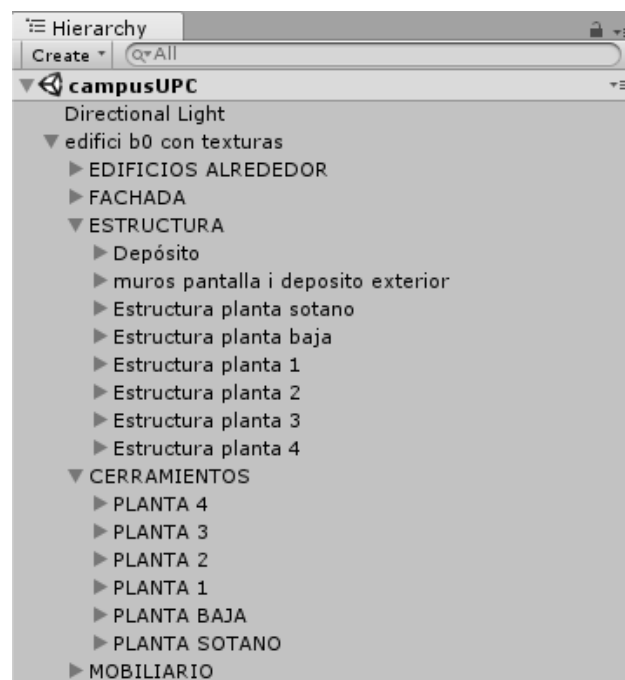 Hierarchy
Create All
campusUPC
Directional Light
edifici b0 con texturas
EDIFICIOS ALREDEDOR
FACHADA
ESTRUCTURA
Depósito
muros pantalla i deposito exterior
Estructura planta sotano
Estructura planta baja
Estructura planta 1
Estructura planta 2
Estructura planta 3
Estructura planta 4
CERRAMIENTOS
PLANTA 4
PLANTA 3
PLANTA 2
PLANTA 1
PLANTA BAJA
PLANTA SOTANO
MOBILIARIO